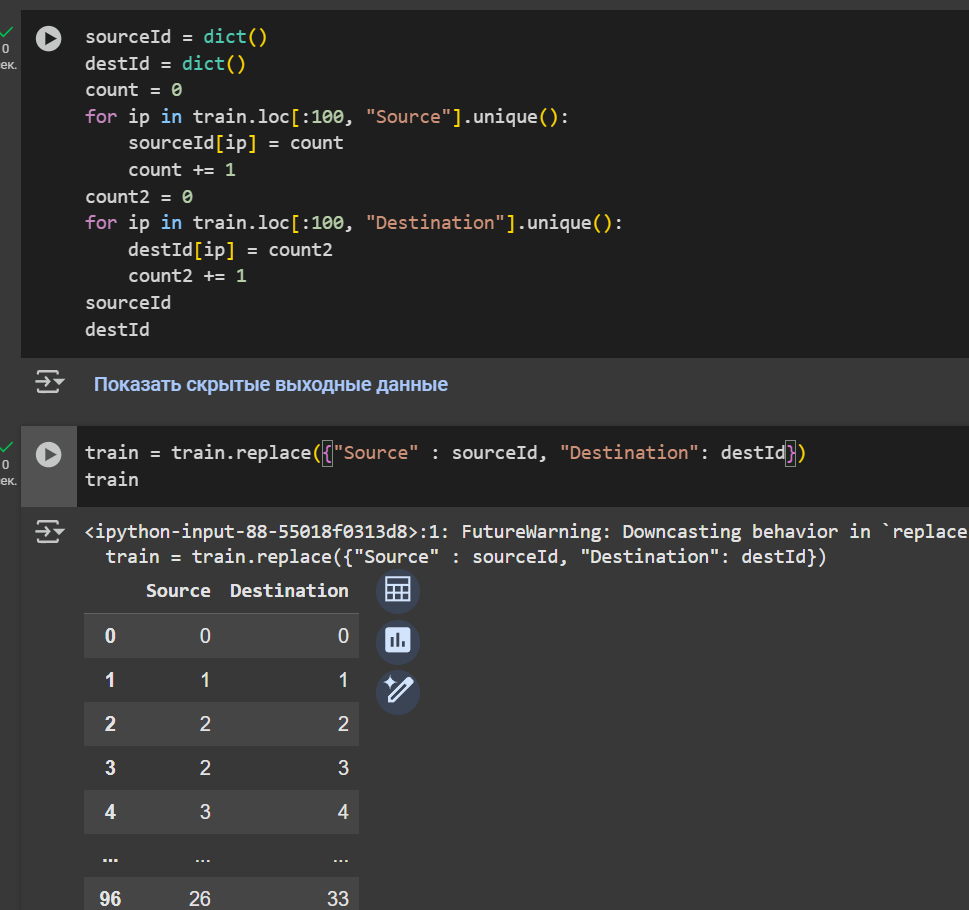 0
ек.
sourceId = dict()
destId = dict()
count = 0
for ip in train.loc[:100, "Source"].unique():
    sourceId[ip] = count
    count += 1
count2 = 0
for ip in train.loc[:100, "Destination"].unique():
    destId[ip] = count2
    count2 += 1
sourceId
destId
Показать скрытые выходные данные
0
ек.
train = train.replace({"Source" : sourceId, "Destination": destId})
train
<ipython-input-88-55018f0313d8>:1: FutureWarning: Downcasting behavior in `replace
  train = train.replace({"Source" : sourceId, "Destination": destId})
Source Destination
0 0 0
1 1 1
2 2 2
3 2 3
4 3 4
... ... ...
96 26 33